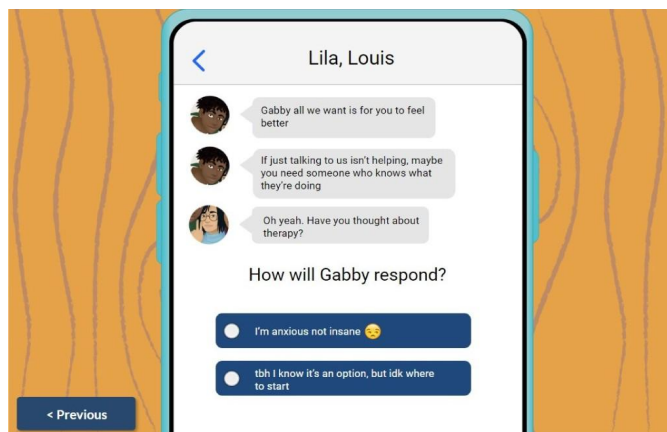 Lila, Louis
Gabby all we want is for you to feel
better
If just talking to us isn't helping, maybe
you need someone who knows what
they're doing
Oh yeah. Have you thought about
therapy?
How will Gabby respond?
I'm anxious not insane 😒
tbh I know it's an option, but idk where
to start
< Previous